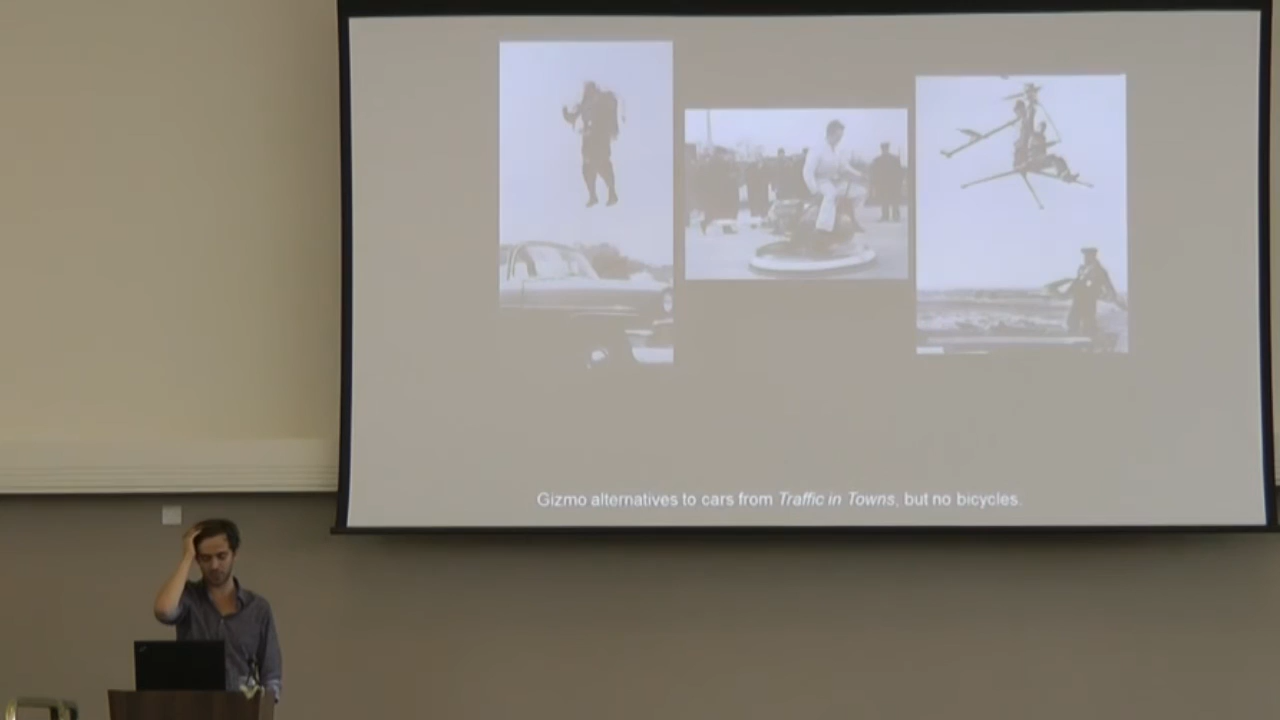 Gizmo alternatives to cars from Traffic in Towns, but no bicycles.